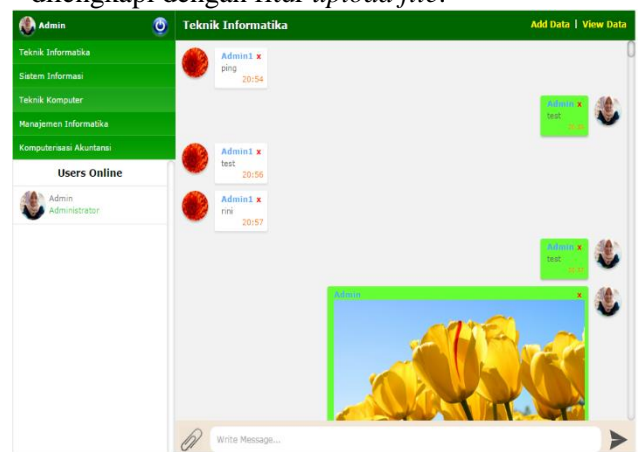 dilengkapi dengan fitur upload file.
Admin
Teknik Informatika
Add Data | View Data
Teknik Informatika
Sistem Informasi
Teknik Komputer
Manajemen Informatika
Komputerisasi Akuntansi
Users Online
Admin
Administrator
Admin1 x
ping
20:54
Admin x
test
Admin1 x
test
20:56
Admin1 x
rini
20:57
Admin x
test
Admin x
Write Message...